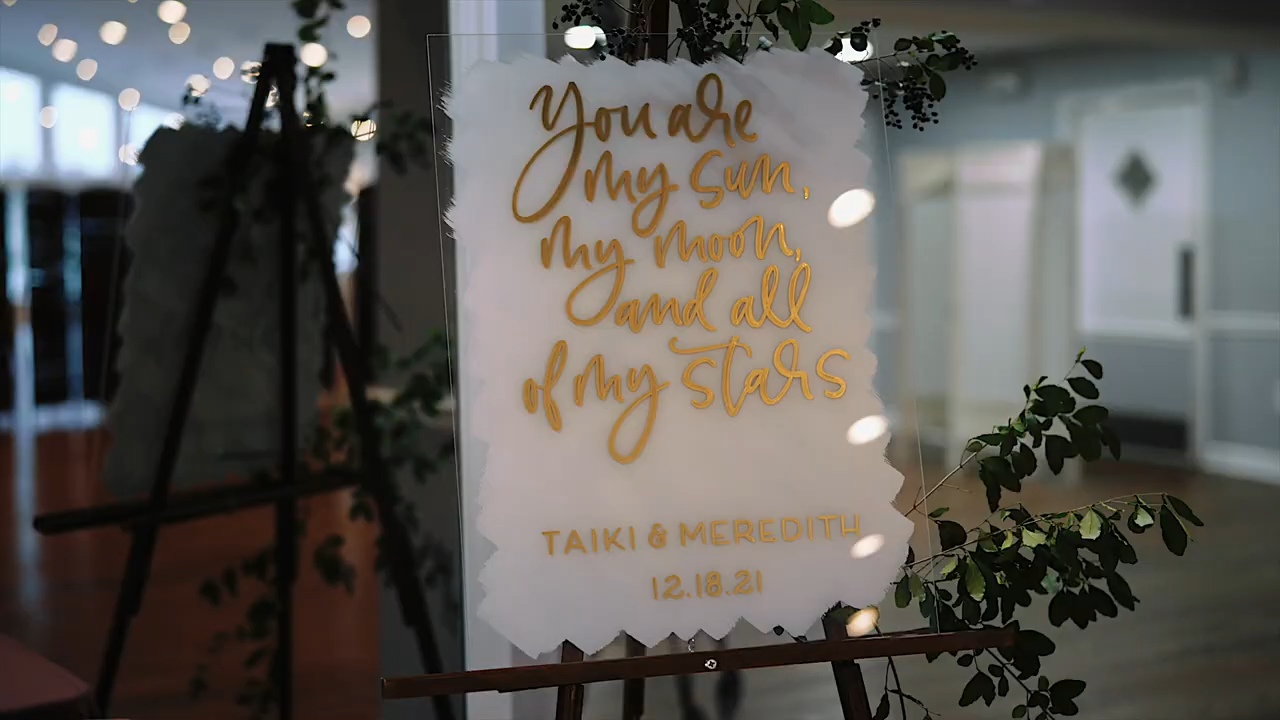 You are
my sun,
my moon,
and all
of my stars
TAIKI & MEREDITH
12.18.21